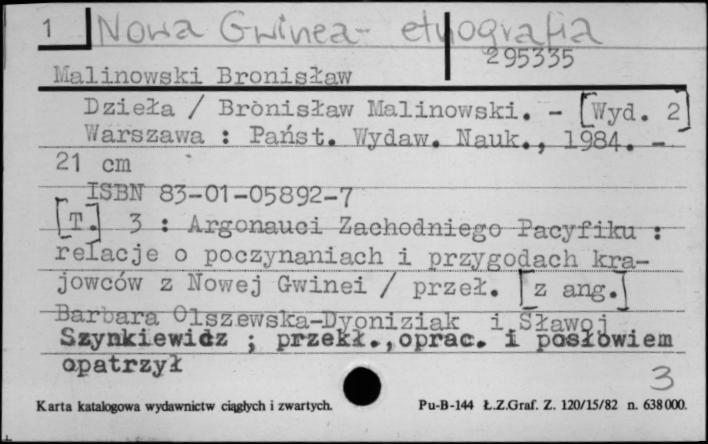 1 Nowa Gwinea - etnografia
295335
Malinowski Bronisław
Dzieła / Bronisław Malinowski. - [Wyd. 2]
Warszawa : Państ. Wydaw. Nauk., 1984. -
21 cm
ISBN 83-01-05892-7
[T.] 3 : Argonauci Zachodniego Pacyfiku :
relacje o poczynaniach i przygodach kra-
jowców z Nowej Gwinei / przeł. [z ang.]
Barbara Olszewska-Dyoniziak i Sławoj
Szynkiewicz ; przekł., oprac. i posłowiem
opatrzył
3
Karta katalogowa wydawnictw ciągłych i zwartych. Pu-B-144 Ł.Z.Graf. Z. 120/15/82 n. 638000.